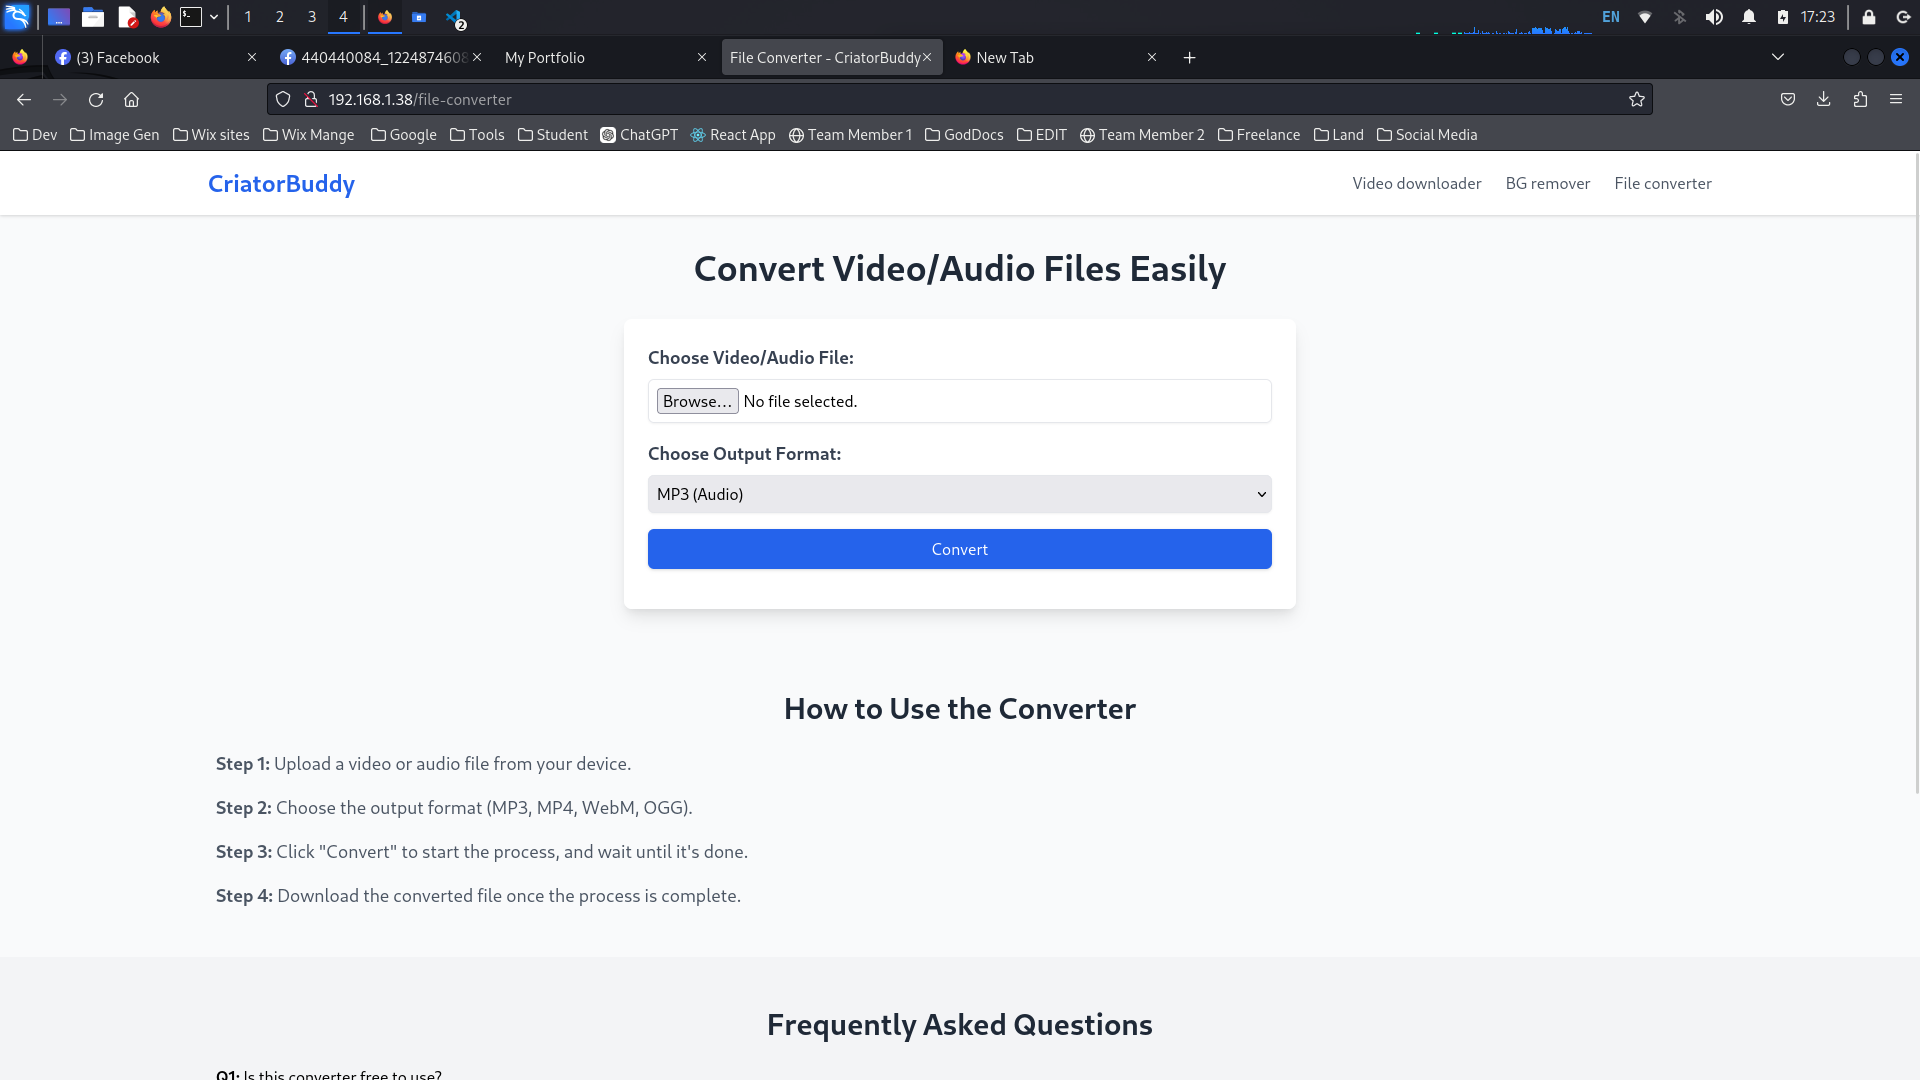 1 2 3 4 EN 17:23
2
(3) Facebook 440440084_1224874608 My Portfolio File Converter - CriatorBuddy New Tab
192.168.1.38/file-converter
Dev Image Gen Wix sites Wix Mange Google Tools Student ChatGPT React App Team Member 1 GodDocs EDIT Team Member 2 Freelance Land Social Media
CriatorBuddy Video downloader BG remover File converter
Convert Video/Audio Files Easily
Choose Video/Audio File:
Browse... No file selected.
Choose Output Format:
MP3 (Audio)
Convert
How to Use the Converter
Step 1: Upload a video or audio file from your device.
Step 2: Choose the output format (MP3, MP4, WebM, OGG).
Step 3: Click "Convert" to start the process, and wait until it's done.
Step 4: Download the converted file once the process is complete.
Frequently Asked Questions
Q1: Is this converter free to use?